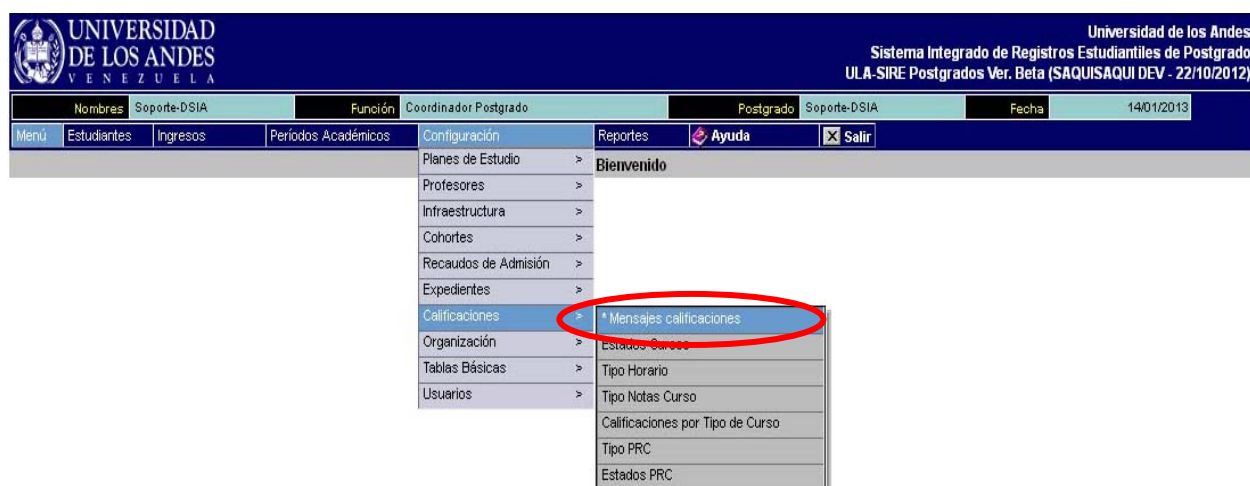 UNIVERSIDAD
DE LOS ANDES
VENEZUELA
Universidad de los Andes
Sistema Integrado de Registros Estudiantiles de Postgrado
ULA-SIRE Postgrados Ver. Beta (SAQUISAQUI DEV - 22/10/2012)
Nombres Soporte-DSIA Función Coordinador Postgrado Postgrado Soporte-DSIA Fecha 14/01/2013
Menú Estudiantes Ingresos Períodos Académicos Configuración Reportes Ayuda Salir
Bienvenido
Planes de Estudio >
Profesores >
Infraestructura >
Cohortes >
Recaudos de Admisión >
Expedientes >
Calificaciones >
Organización >
Tablas Básicas >
Usuarios >
* Mensajes calificaciones
Estados Curso
Tipo Horario
Tipo Notas Curso
Calificaciones por Tipo de Curso
Tipo PRC
Estados PRC